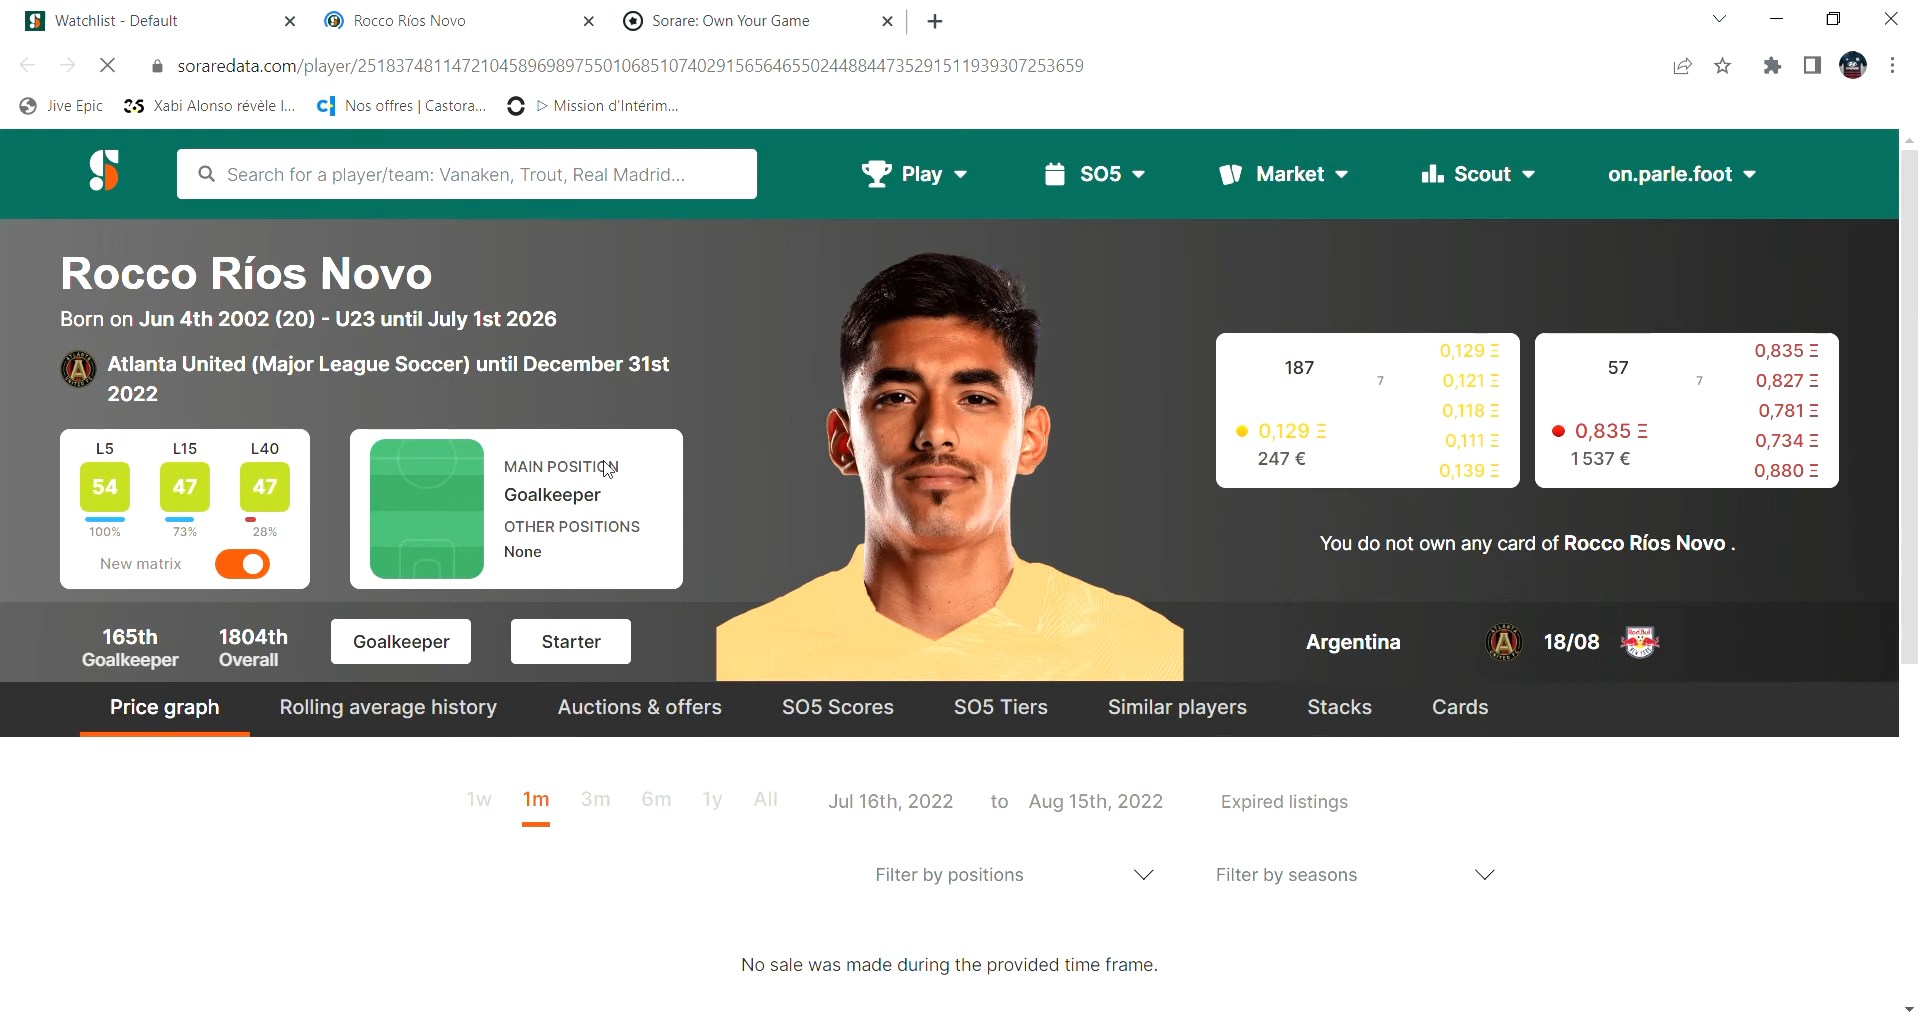 Watchlist - Default
Rocco Ríos Novo
Sorare: Own Your Game
soraredata.com/player/25183748114721045896989755010685107402915656465502448844735291511939307253659
Jive Epic
Xabi Alonso révèle l...
Nos offres | Castora...
▷ Mission d'Intérim...
Search for a player/team: Vanaken, Trout, Real Madrid...
Play
SO5
Market
Scout
on.parle.foot
Rocco Ríos Novo
Born on Jun 4th 2002 (20) - U23 until July 1st 2026
Atlanta United (Major League Soccer) until December 31st
2022
L5 L15 L40
54 47 47
100% 73% 28%
New matrix
MAIN POSITION
Goalkeeper
OTHER POSITIONS
None
187
7
0,129 Ξ
247 €
0,129 Ξ
0,121 Ξ
0,118 Ξ
0,111 Ξ
0,139 Ξ
57
7
0,835 Ξ
1 537 €
0,835 Ξ
0,827 Ξ
0,781 Ξ
0,734 Ξ
0,880 Ξ
You do not own any card of Rocco Ríos Novo .
165th
Goalkeeper
1804th
Overall
Goalkeeper
Starter
Argentina
18/08
Price graph
Rolling average history
Auctions & offers
SO5 Scores
SO5 Tiers
Similar players
Stacks
Cards
1w 1m 3m 6m 1y All
Jul 16th, 2022 to Aug 15th, 2022
Expired listings
Filter by positions
Filter by seasons
No sale was made during the provided time frame.